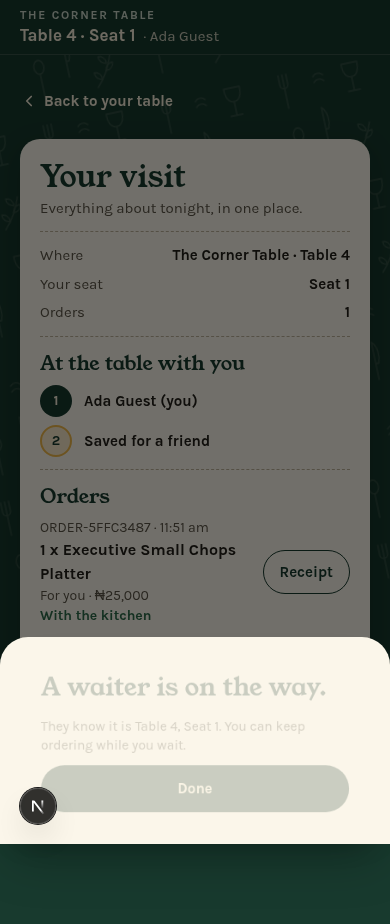 THE CORNER TABLE
Table 4 · Seat 1 · Ada Guest
Back to your table
Your visit
Everything about tonight, in one place.
Where The Corner Table · Table 4
Your seat Seat 1
Orders 1
At the table with you
1 Ada Guest (you)
2 Saved for a friend
Orders
ORDER-5FFC3487 · 11:51 am
1 x Executive Small Chops
Platter
Receipt
For you · ₦25,000
With the kitchen
A waiter is on the way.
They know it is Table 4, Seat 1. You can keep
ordering while you wait.
Done
N